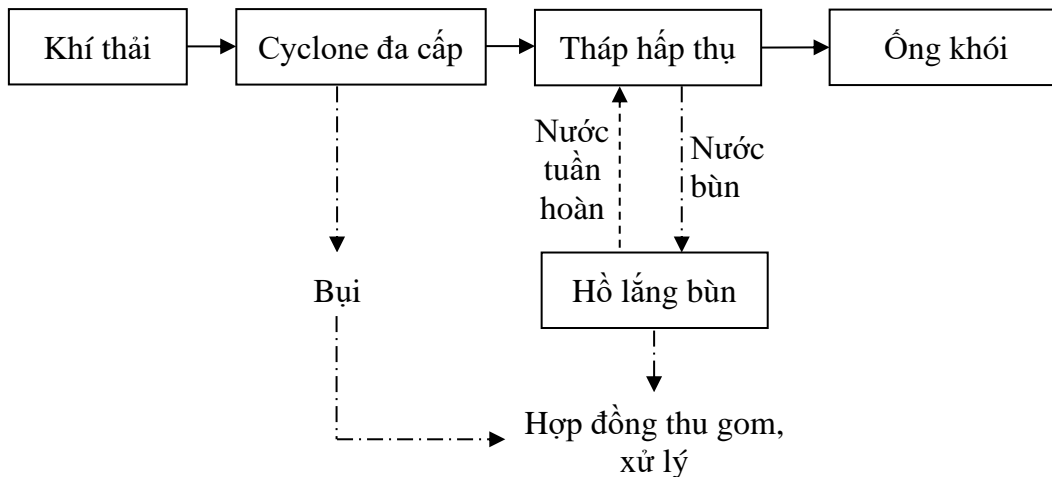 Khí thải
Cyclone đa cấp
Tháp hấp thụ
Ống khói
Nước
tuần
hoàn
Nước
bùn
Bụi
Hồ lắng bùn
Hợp đồng thu gom,
xử lý